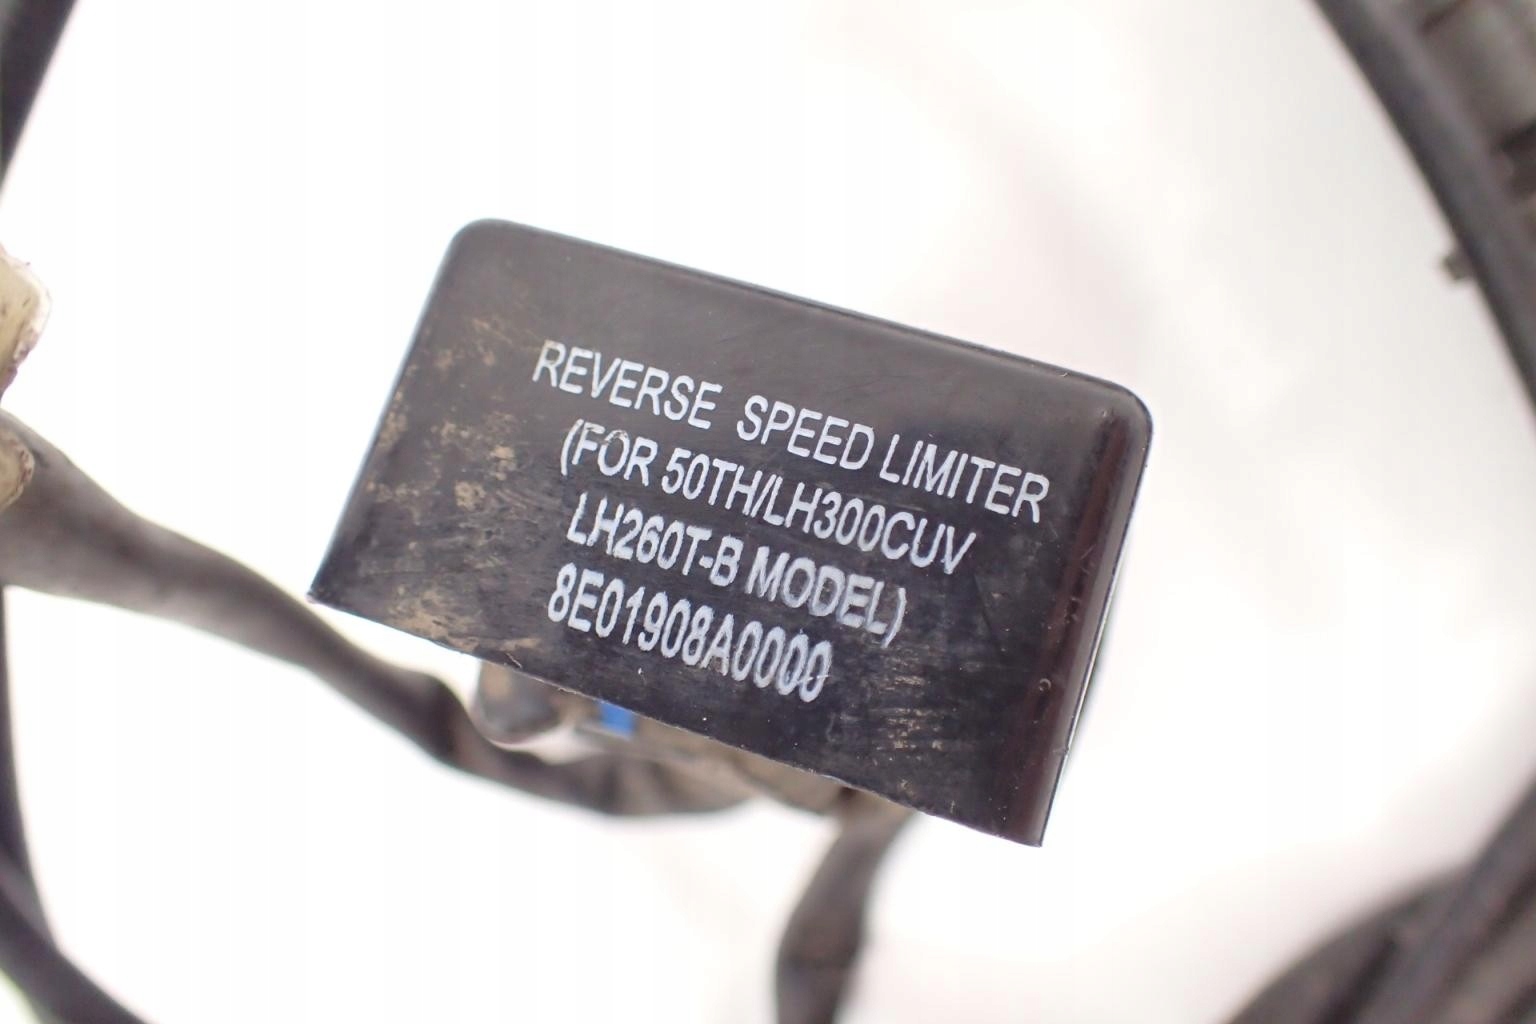 REVERSE SPEED LIMITER
(FOR 50TH/LH300CUV
LH260T-B MODEL)
8E01908A0000